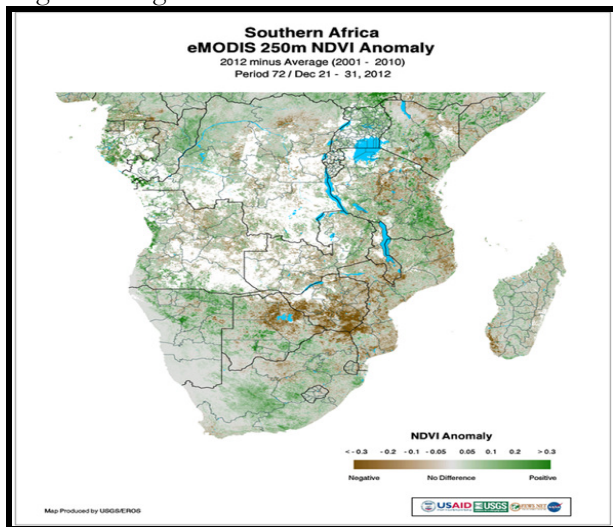 Southern Africa
eMODIS 250m NDVI Anomaly
2012 minus Average (2001 - 2010)
Period 72 / Dec 21 - 31, 2012
NDVI Anomaly
< - 0.3 - 0.2 - 0.1 - 0.05 0.05 0.1 0.2 > 0.3
Negative No Difference Positive
Map Produced by USGS/EROS
USAID USGS